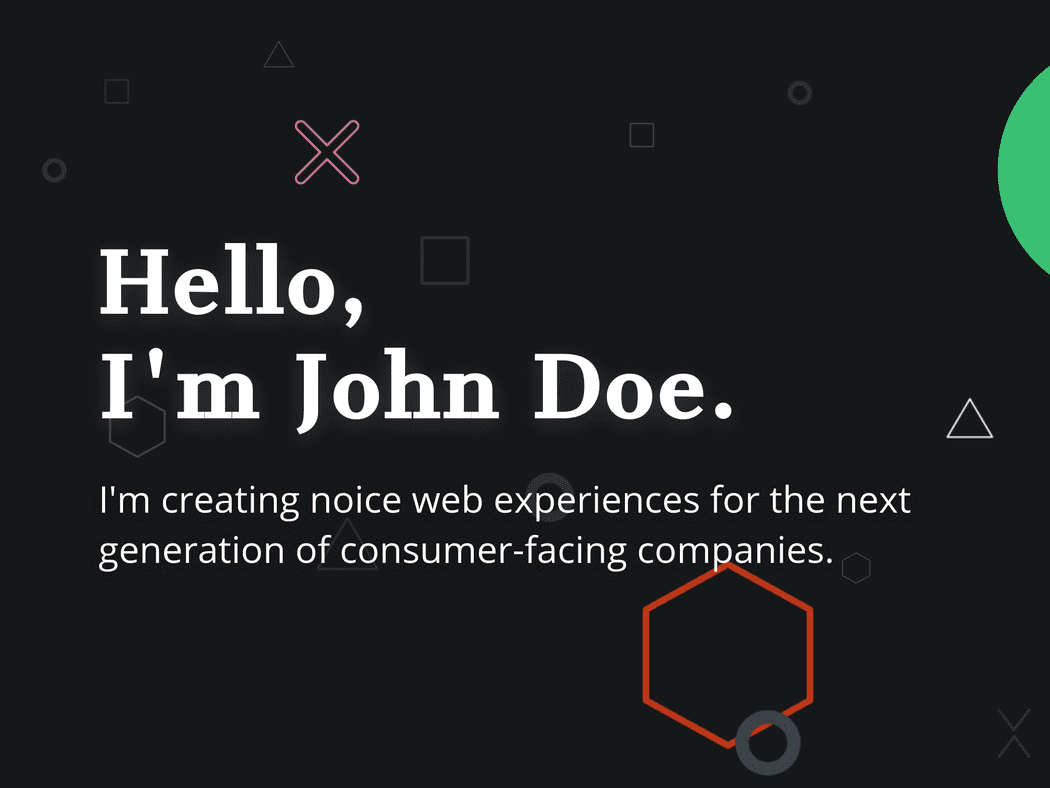 Hello,
I'm John Doe.
I'm creating noice web experiences for the next
generation of consumer-facing companies.